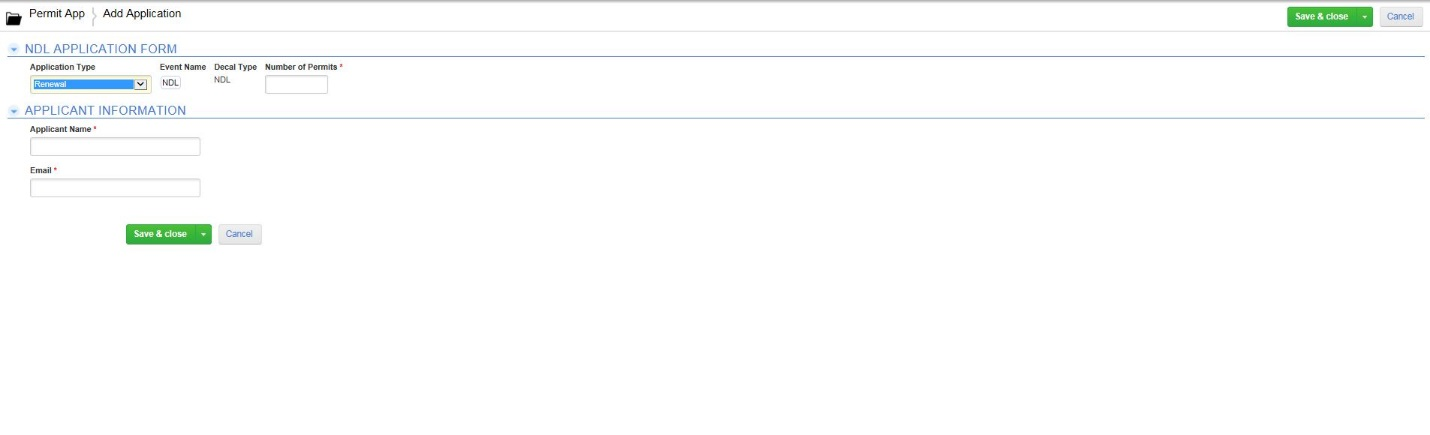 Permit App Add Application Save & close Cancel
NDL APPLICATION FORM
Application Type Event Name Decal Type Number of Permits *
Renewal NDL NDL
APPLICANT INFORMATION
Applicant Name *
Email *
Save & close Cancel